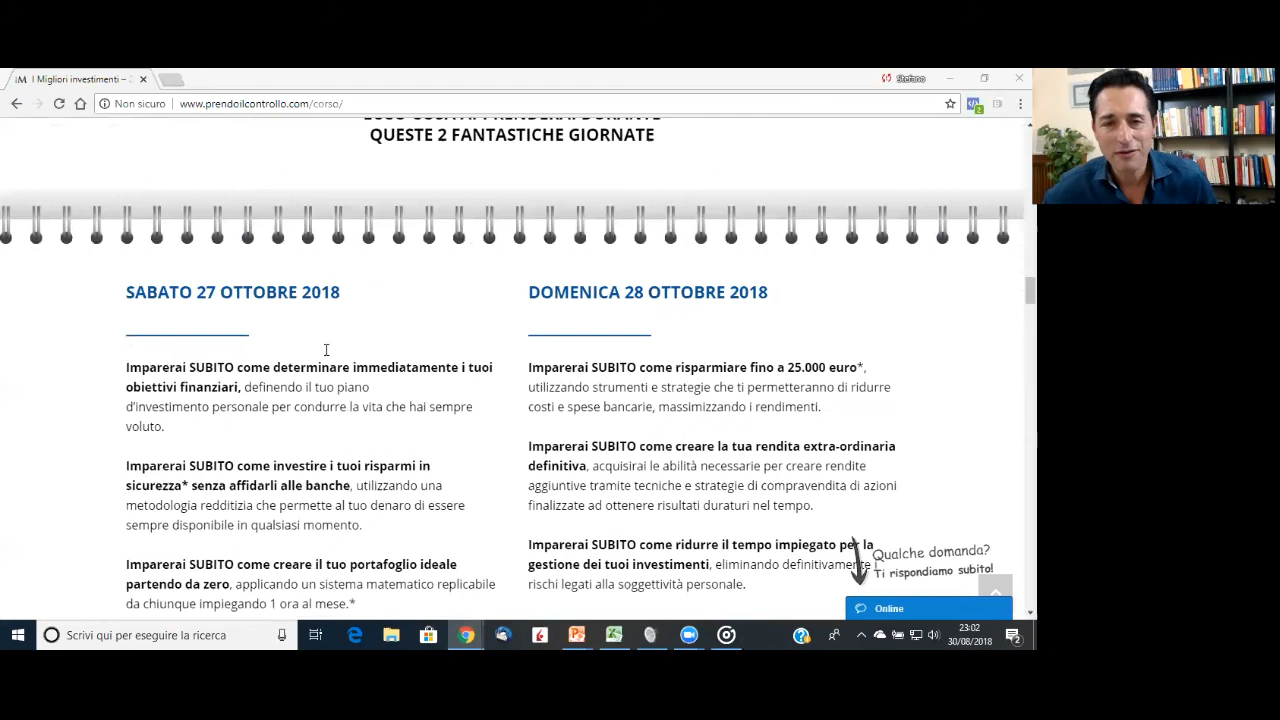 I Migliori investimenti –
Stefano
Non sicuro
www.prendoilcontrollo.com/corso/
QUESTE 2 FANTASTICHE GIORNATE
SABATO 27 OTTOBRE 2018
Imparerai SUBITO come determinare immediatamente i tuoi
obiettivi finanziari, definendo il tuo piano
d’investimento personale per condurre la vita che hai sempre
voluto.
Imparerai SUBITO come investire i tuoi risparmi in
sicurezza* senza affidarli alle banche, utilizzando una
metodologia redditizia che permette al tuo denaro di essere
sempre disponibile in qualsiasi momento.
Imparerai SUBITO come creare il tuo portafoglio ideale
partendo da zero, applicando un sistema matematico replicabile
da chiunque impiegando 1 ora al mese.*
DOMENICA 28 OTTOBRE 2018
Imparerai SUBITO come risparmiare fino a 25.000 euro*,
utilizzando strumenti e strategie che ti permetteranno di ridurre
costi e spese bancarie, massimizzando i rendimenti.
Imparerai SUBITO come creare la tua rendita extra-ordinaria
definitiva, acquisirai le abilità necessarie per creare rendite
aggiuntive tramite tecniche e strategie di compravendita di azioni
finalizzate ad ottenere risultati duraturi nel tempo.
Imparerai SUBITO come ridurre il tempo impiegato per la
gestione dei tuoi investimenti, eliminando definitivamente i
rischi legati alla soggettività personale.
Qualche domanda?
Ti rispondiamo subito!
Online
Scrivi qui per eseguire la ricerca
23:02
30/08/2018
2